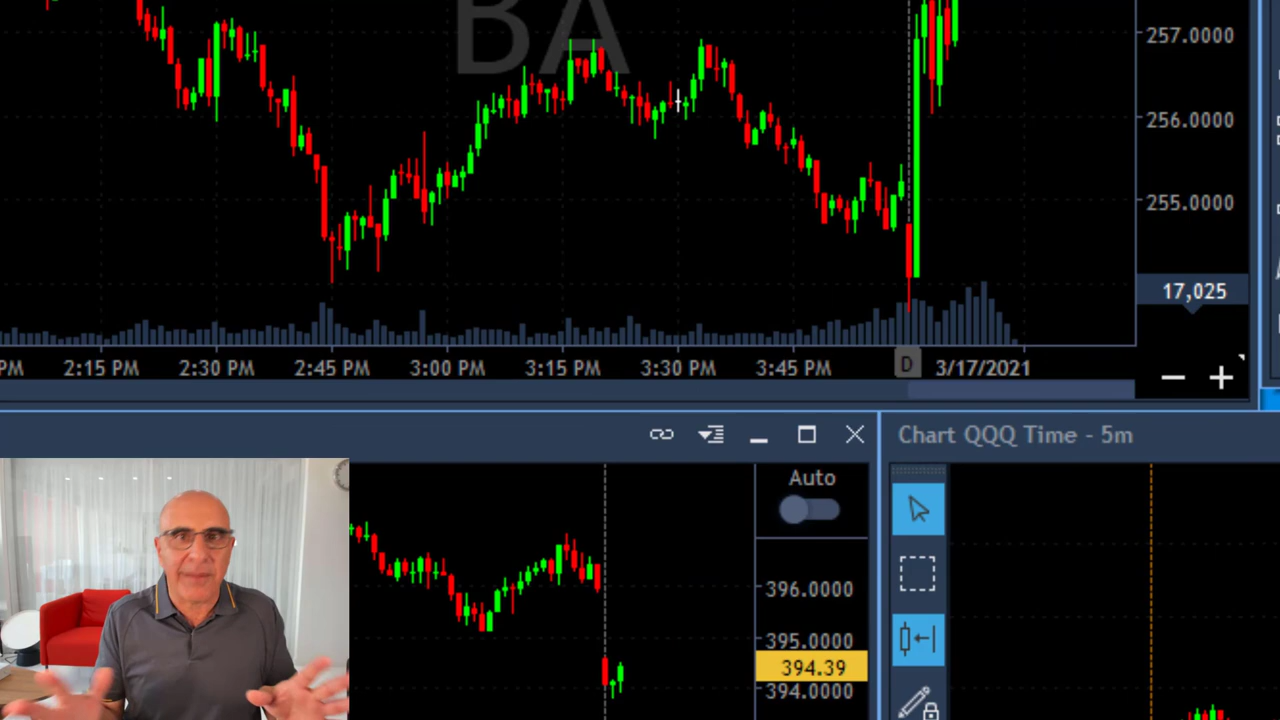 BA
257.0000
256.0000
255.0000
17,025
PM
2:15 PM
2:30 PM
2:45 PM
3:00 PM
3:15 PM
3:30 PM
3:45 PM
D
3/17/2021
Chart QQQ Time - 5m
Auto
396.0000
395.0000
394.39
394.0000